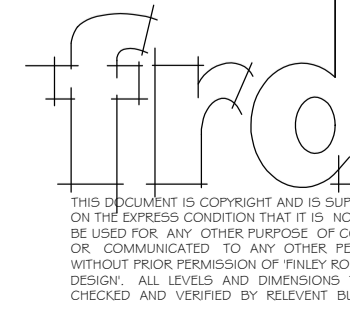 frd
THIS DOCUMENT IS COPYRIGHT AND IS SUP
ON THE EXPRESS CONDITION THAT IT IS NO
BE USED FOR ANY OTHER PURPOSE OF CO
OR COMMUNICATED TO ANY OTHER PE
WITHOUT PRIOR PERMISSION OF 'FINLEY RO
DESIGN'. ALL LEVELS AND DIMENSIONS
CHECKED AND VERIFIED BY RELEVENT BU